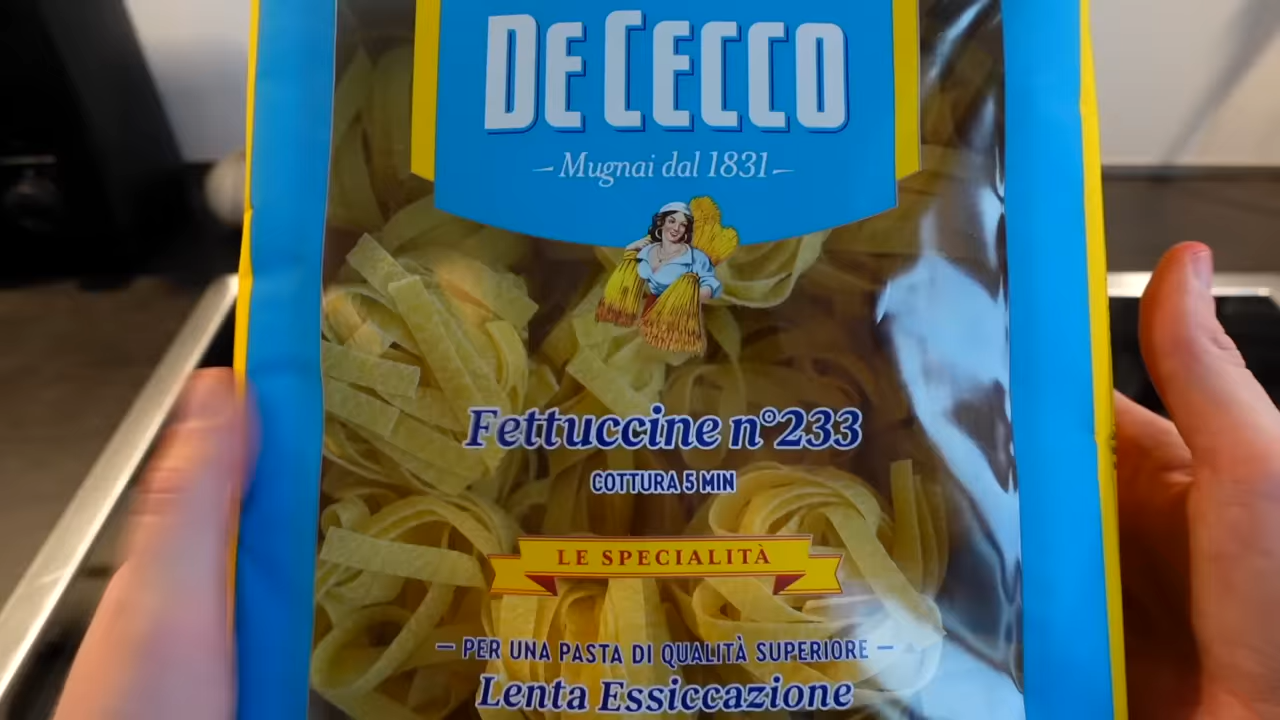 DE CECCO
Mugnai dal 1831
Fettuccine n°233
COTTURA 5 MIN
LE SPECIALITÀ
— PER UNA PASTA DI QUALITÀ SUPERIORE —
Lenta Essiccazione